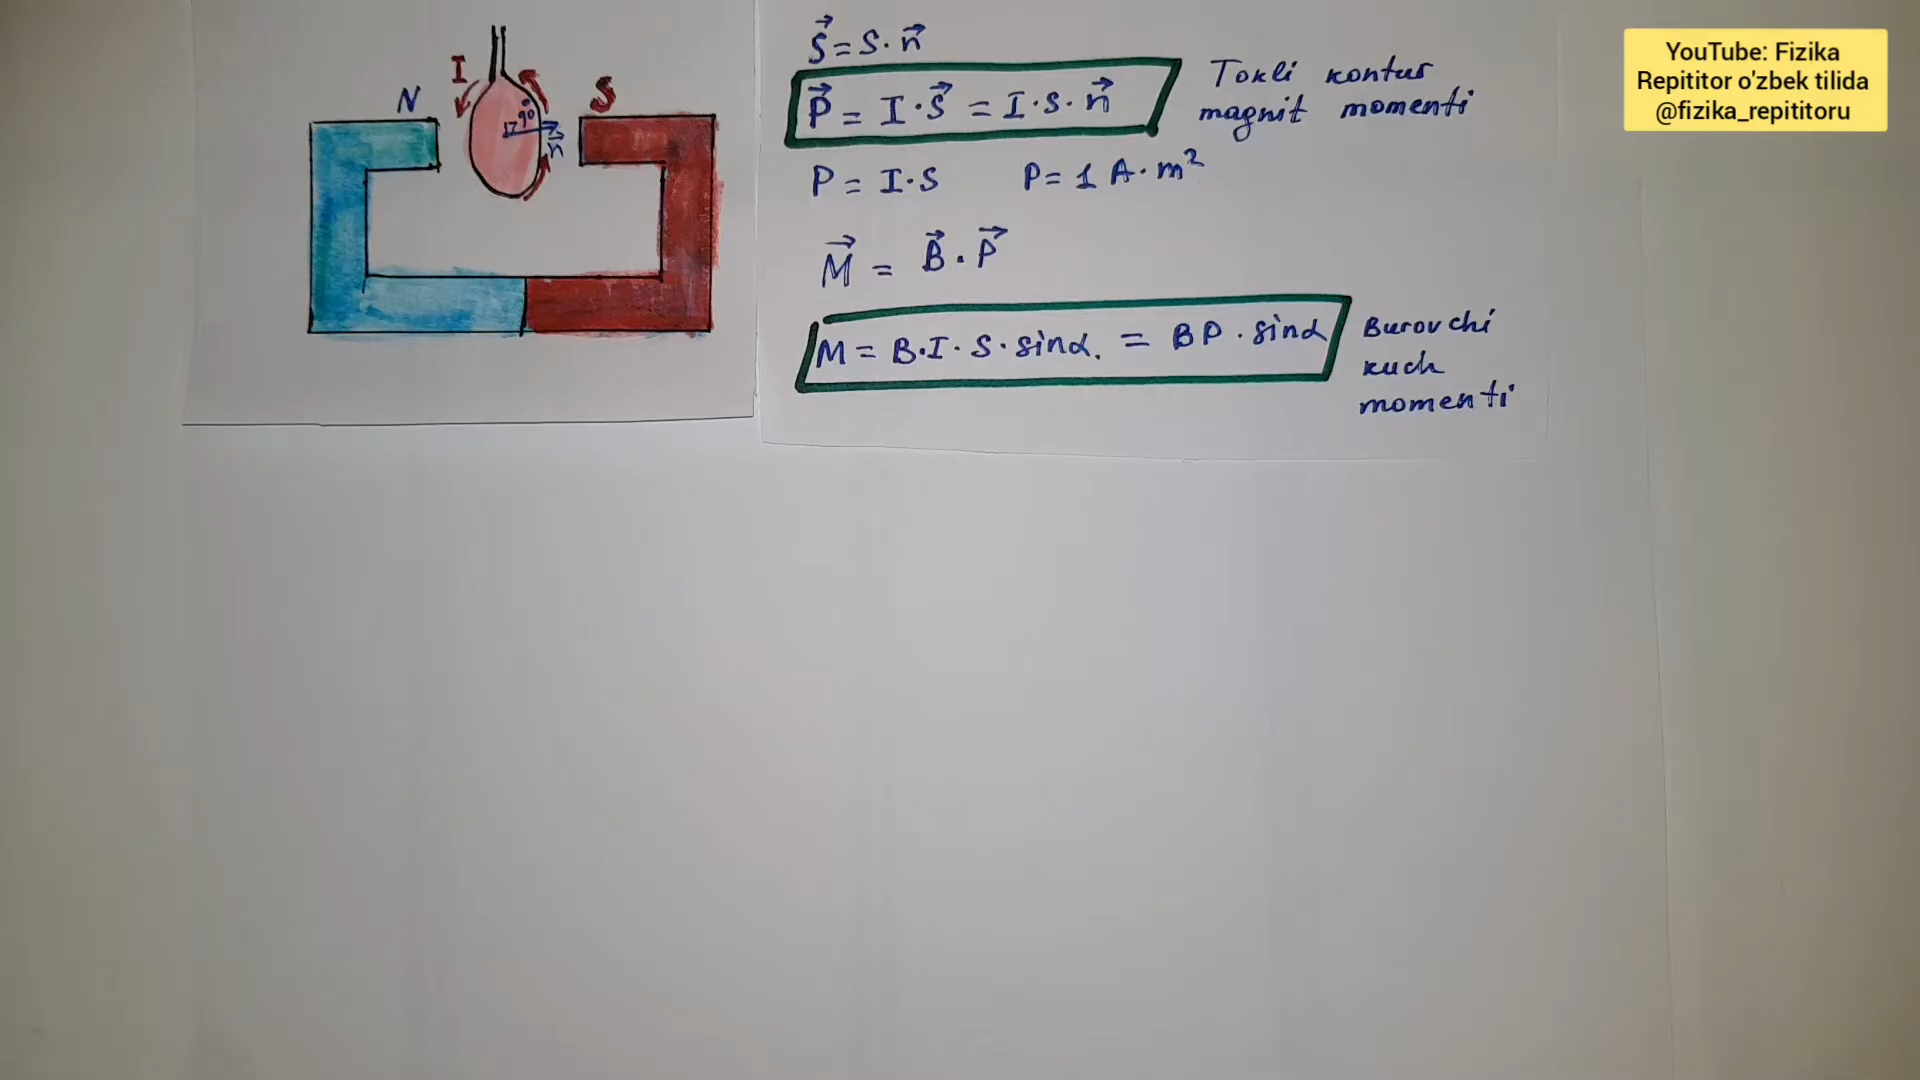 I
N
S
90°
n⃗
S⃗ = S · n⃗
P⃗ = I · S⃗ = I · S · n⃗
Tokli kontur
magnit momenti
P = I · S    P = 1 A · m²
M⃗ = B⃗ · P⃗
M = B · I · S · sinα. = BP · sinα
Burovchi
kuch
momenti
YouTube: Fizika
Repititor o'zbek tilida
@fizika_repititoru